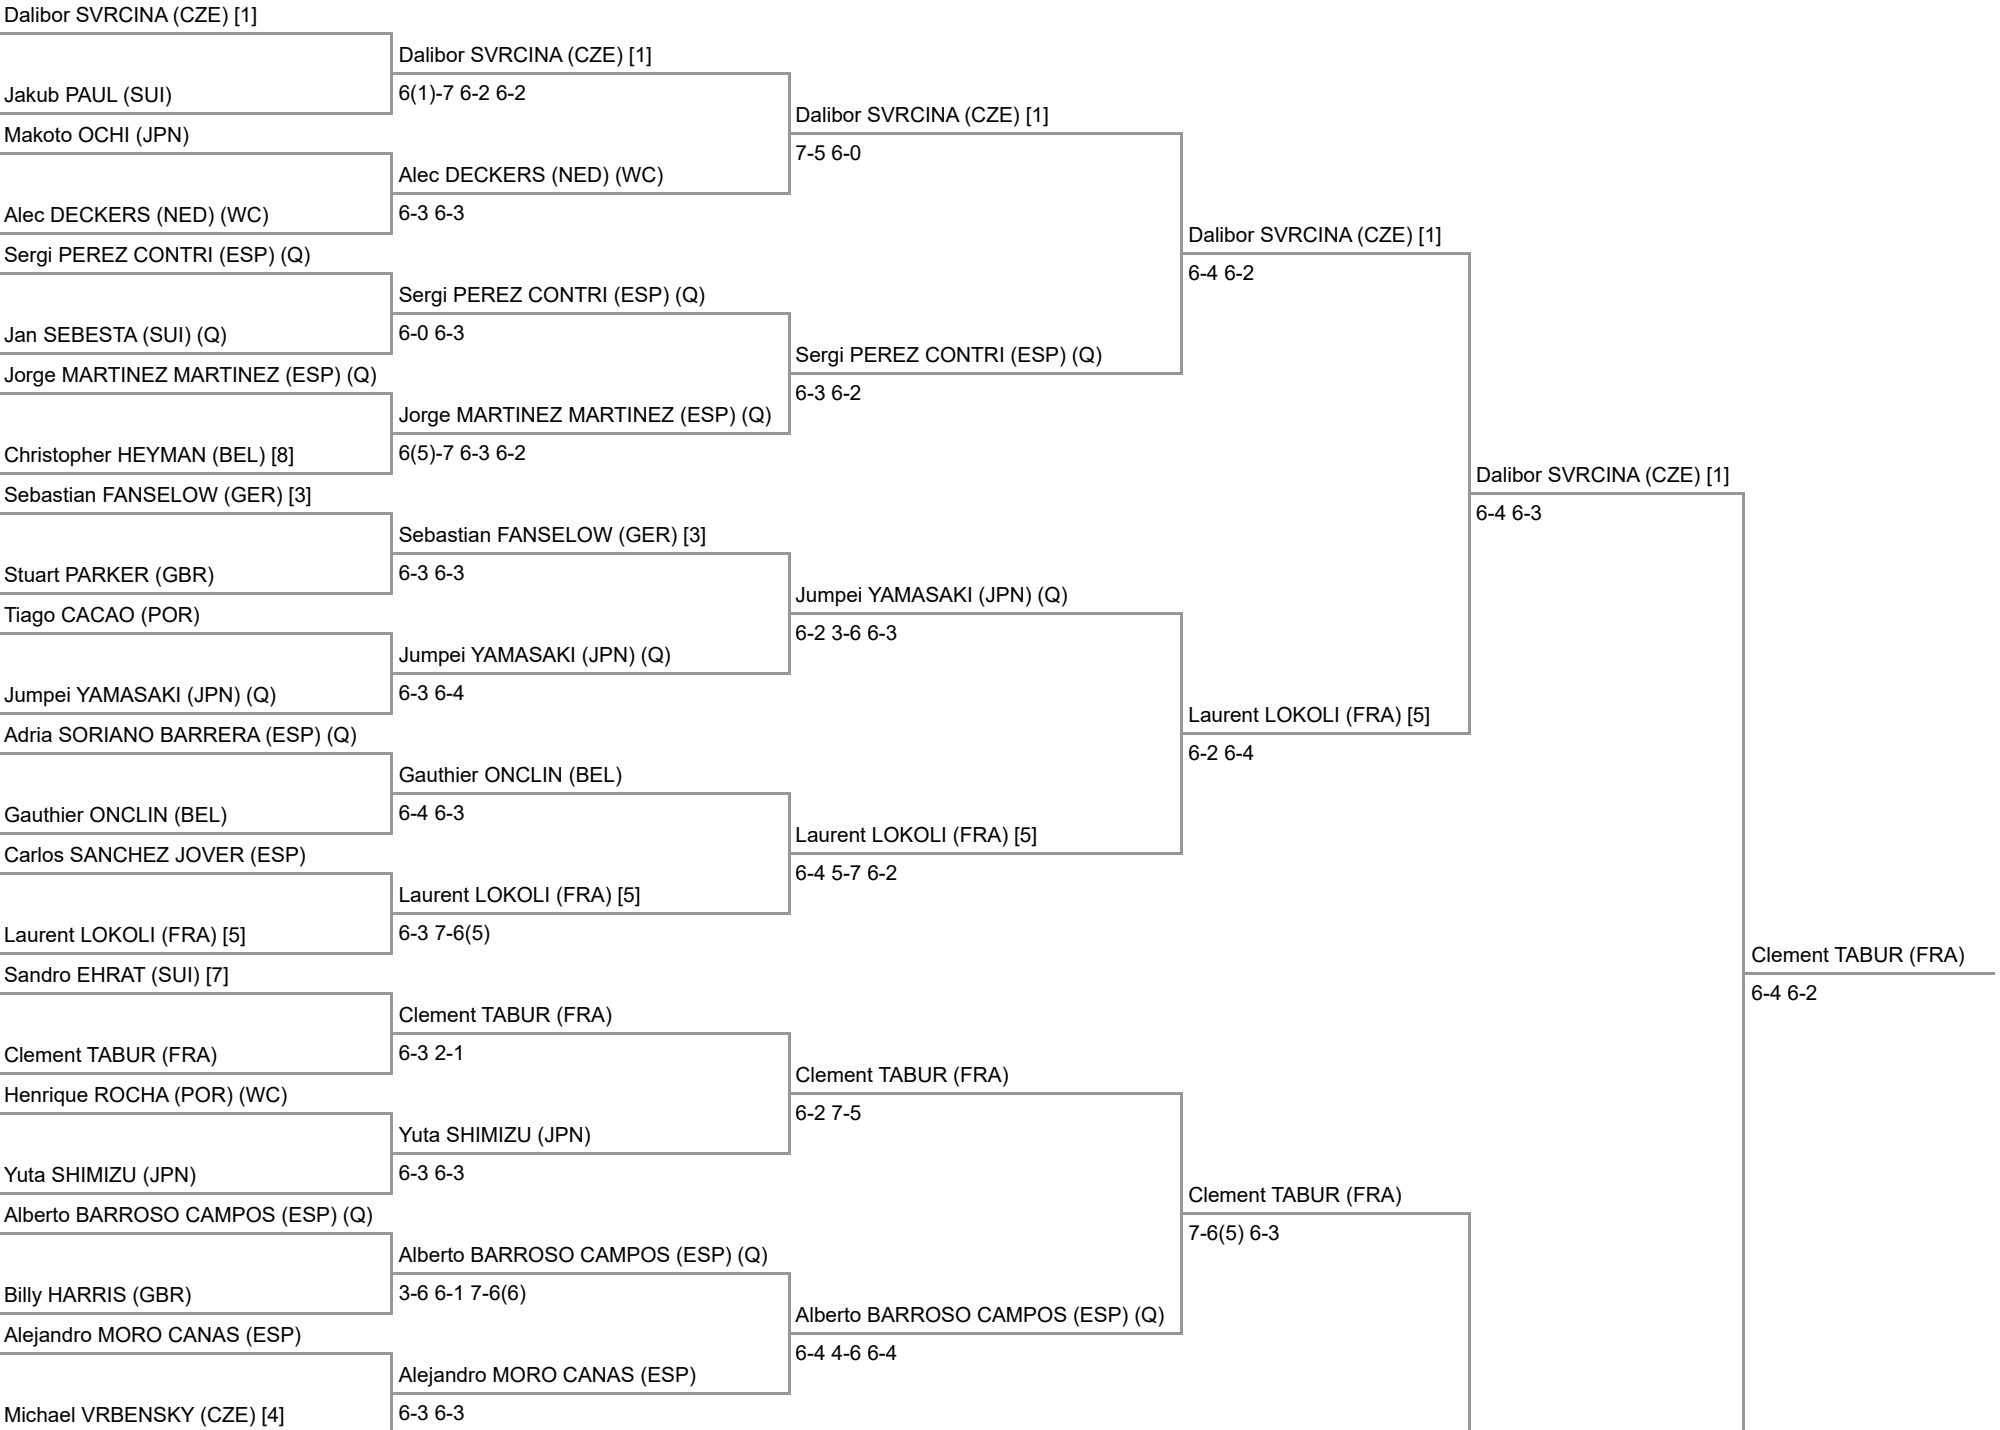 Dalibor SVRCINA (CZE) [1]
Jakub PAUL (SUI)
Makoto OCHI (JPN)
Alec DECKERS (NED) (WC)
Sergi PEREZ CONTRI (ESP) (Q)
Jan SEBESTA (SUI) (Q)
Jorge MARTINEZ MARTINEZ (ESP) (Q)
Christopher HEYMAN (BEL) [8]
Sebastian FANSELOW (GER) [3]
Stuart PARKER (GBR)
Tiago CACAO (POR)
Jumpei YAMASAKI (JPN) (Q)
Adria SORIANO BARRERA (ESP) (Q)
Gauthier ONCLIN (BEL)
Carlos SANCHEZ JOVER (ESP)
Laurent LOKOLI (FRA) [5]
Sandro EHRAT (SUI) [7]
Clement TABUR (FRA)
Henrique ROCHA (POR) (WC)
Yuta SHIMIZU (JPN)
Alberto BARROSO CAMPOS (ESP) (Q)
Billy HARRIS (GBR)
Alejandro MORO CANAS (ESP)
Michael VRBENSKY (CZE) [4]
Dalibor SVRCINA (CZE) [1]
6(1)-7 6-2 6-2
Alec DECKERS (NED) (WC)
6-3 6-3
Sergi PEREZ CONTRI (ESP) (Q)
6-0 6-3
Jorge MARTINEZ MARTINEZ (ESP) (Q)
6(5)-7 6-3 6-2
Sebastian FANSELOW (GER) [3]
6-3 6-3
Jumpei YAMASAKI (JPN) (Q)
6-3 6-4
Gauthier ONCLIN (BEL)
6-4 6-3
Laurent LOKOLI (FRA) [5]
6-3 7-6(5)
Clement TABUR (FRA)
6-3 2-1
Yuta SHIMIZU (JPN)
6-3 6-3
Alberto BARROSO CAMPOS (ESP) (Q)
3-6 6-1 7-6(6)
Alejandro MORO CANAS (ESP)
6-3 6-3
Dalibor SVRCINA (CZE) [1]
7-5 6-0
Sergi PEREZ CONTRI (ESP) (Q)
6-3 6-2
Jumpei YAMASAKI (JPN) (Q)
6-2 3-6 6-3
Laurent LOKOLI (FRA) [5]
6-4 5-7 6-2
Clement TABUR (FRA)
6-2 7-5
Alberto BARROSO CAMPOS (ESP) (Q)
6-4 4-6 6-4
Dalibor SVRCINA (CZE) [1]
6-4 6-2
Laurent LOKOLI (FRA) [5]
6-2 6-4
Clement TABUR (FRA)
7-6(5) 6-3
Dalibor SVRCINA (CZE) [1]
6-4 6-3
Clement TABUR (FRA)
6-4 6-2